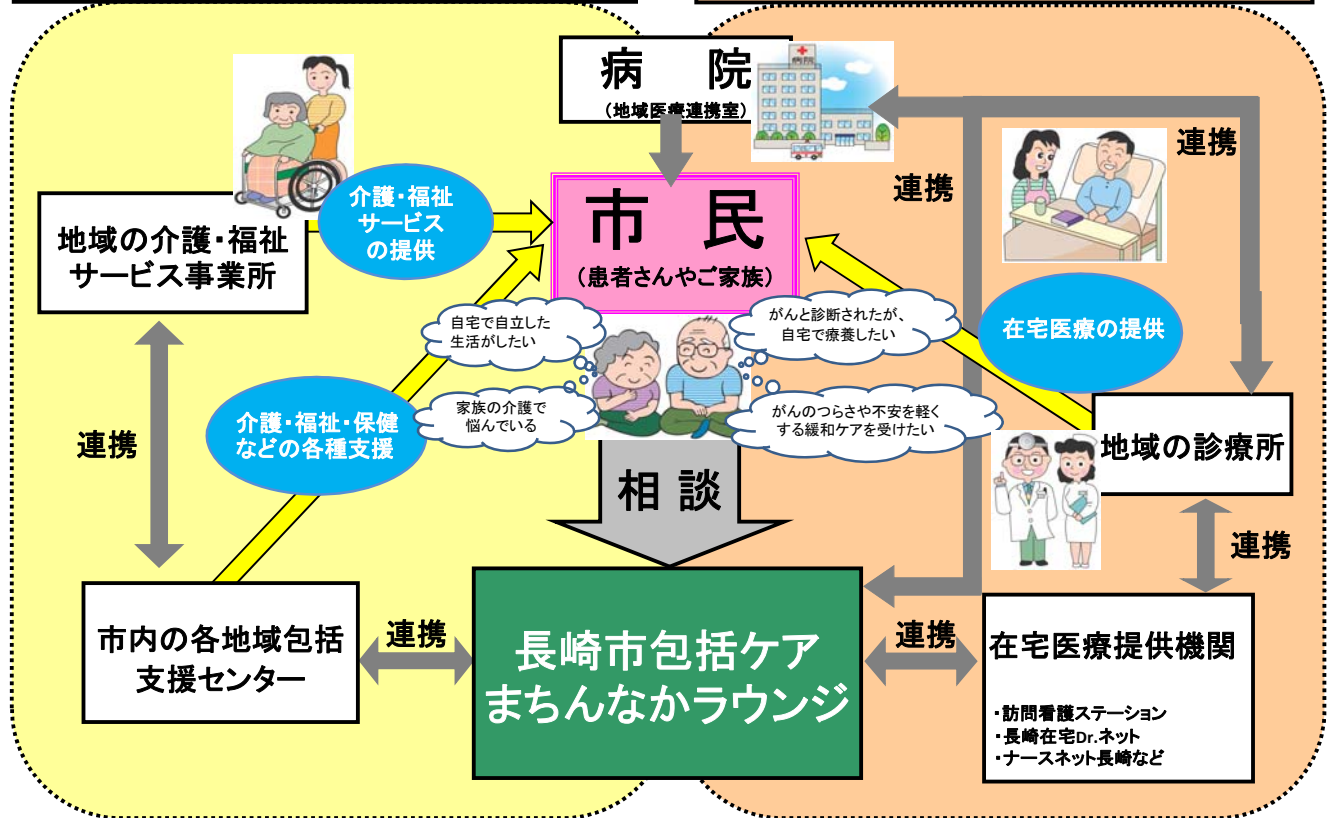 病　院
（地域医療連携室）
病院
連携
連携
市　民
（患者さんやご家族）
介護・福祉
サービス
の提供
地域の介護・福祉
サービス事業所
自宅で自立した
生活がしたい
がんと診断されたが、
自宅で療養したい
在宅医療の提供
家族の介護で
悩んでいる
がんのつらさや不安を軽く
する緩和ケアを受けたい
介護・福祉・保健
などの各種支援
連携
地域の診療所
相 談
連携
市内の各地域包括
支援センター
連携
長崎市包括ケア
まちんなかラウンジ
連携
在宅医療提供機関
・訪問看護ステーション
・長崎在宅Dr.ネット
・ナースネット長崎など